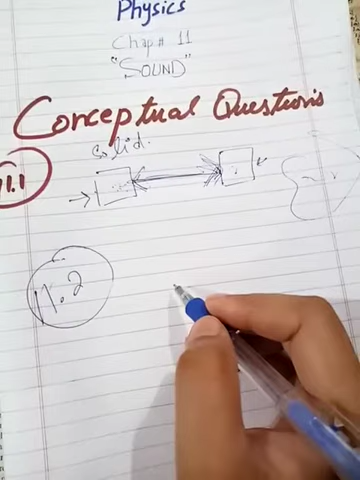 Physics
Chap # 11
"SOUND"
Conceptual Questions
Solid.
11.1
11.2